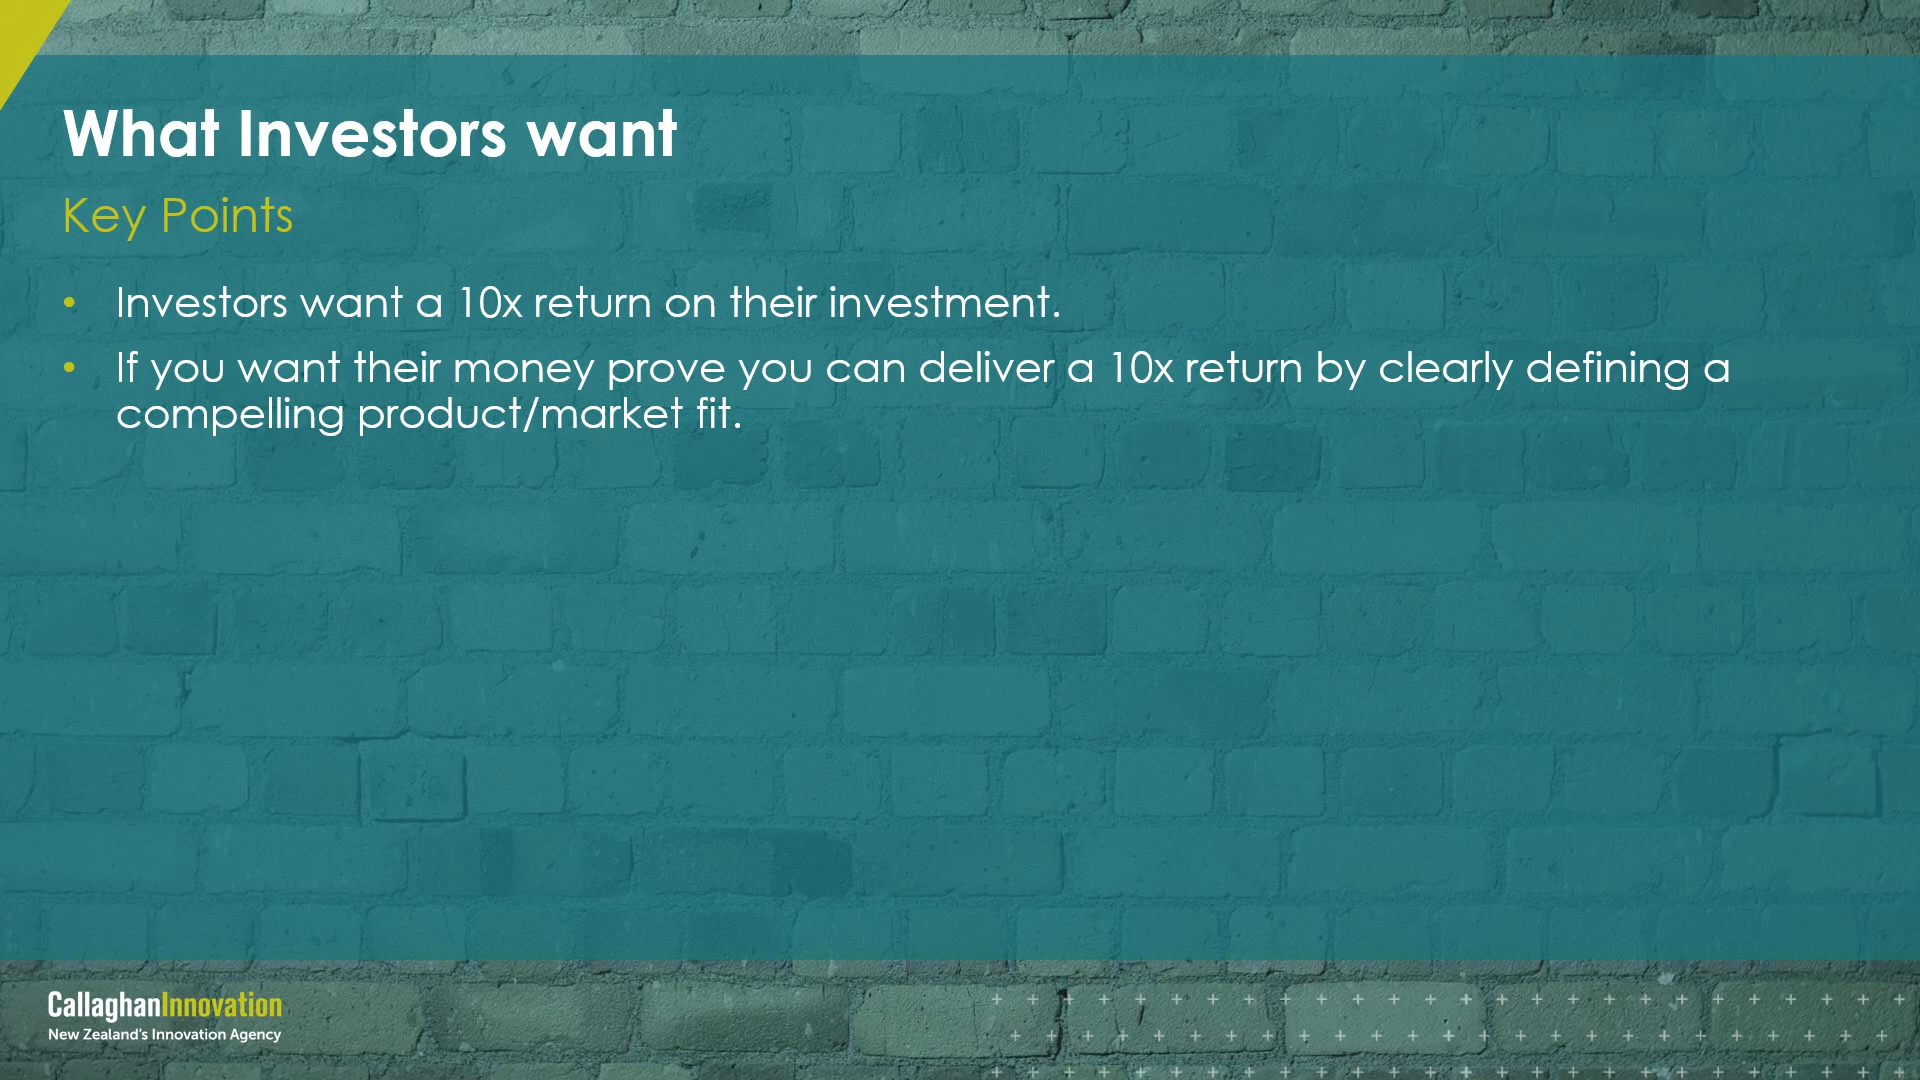 What Investors want
Key Points
• Investors want a 10x return on their investment.
• If you want their money prove you can deliver a 10x return by clearly defining a
compelling product/market fit.
CallaghanInnovation
New Zealand's Innovation Agency